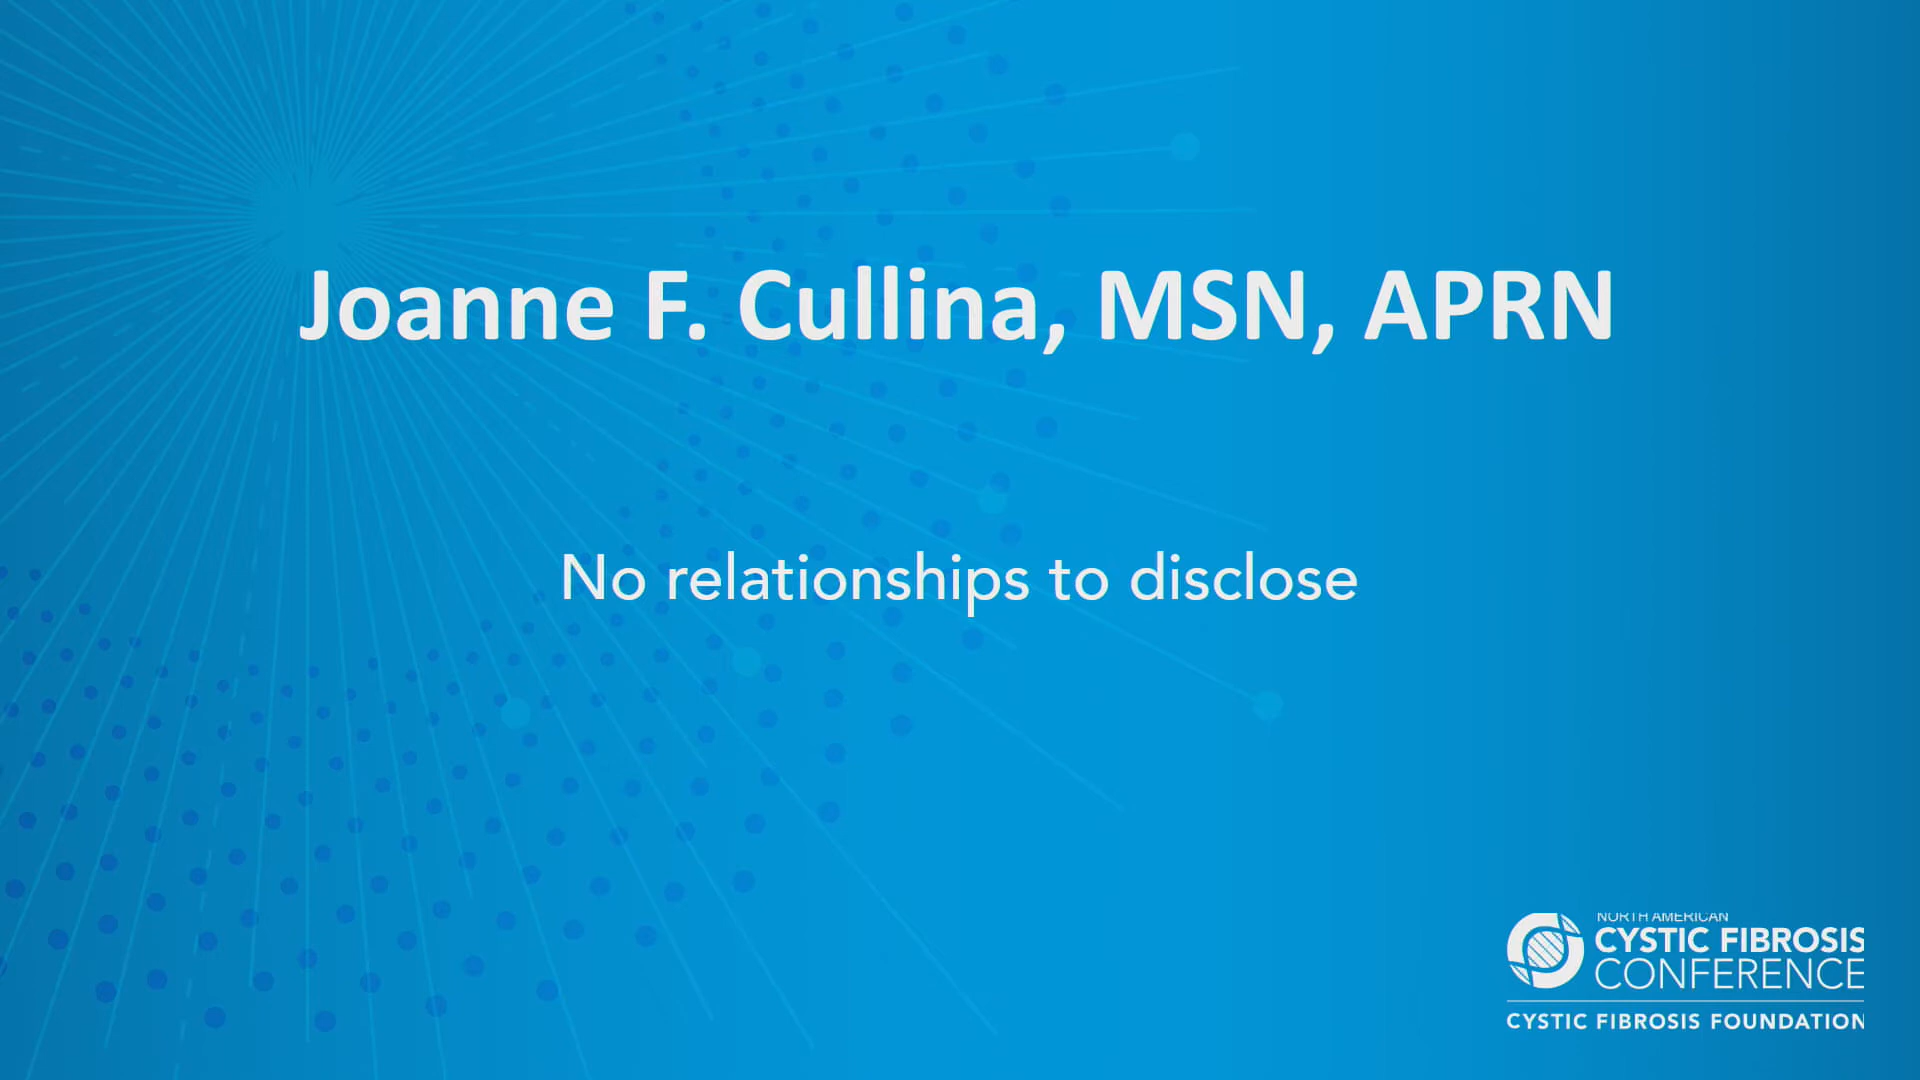 Joanne F. Cullina, MSN, APRN
No relationships to disclose
NORTH AMERICAN
CYSTIC FIBROSIS
CONFERENCE
CYSTIC FIBROSIS FOUNDATION